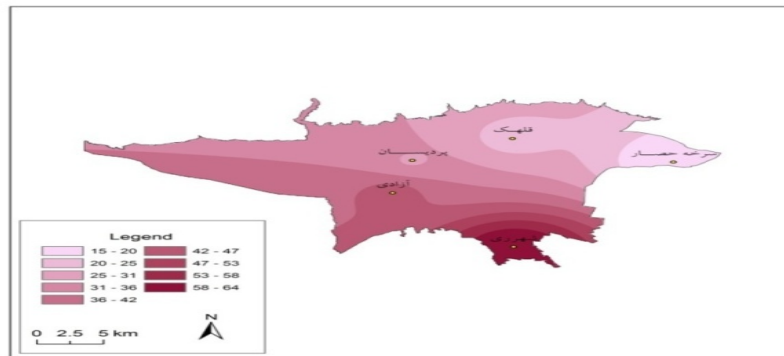 قلهک
سرخه حصار
پردیسان
آزادی
شهرری
Legend
15 - 20
20 - 25
25 - 31
31 - 36
36 - 42
42 - 47
47 - 53
53 - 58
58 - 64
0 2.5 5 km
N